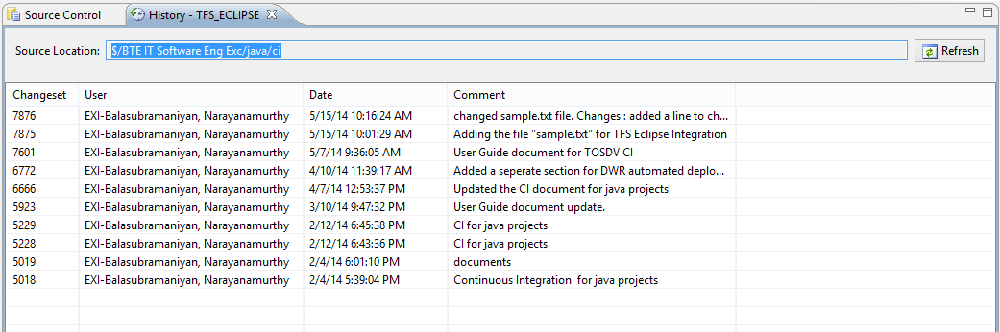 Source Control History - TFS_ECLIPSE
Source Location: $/BTE IT Software Eng Exc/java/ci Refresh
Changeset User Date Comment
7876 EXI-Balasubramaniyan, Narayanamurthy 5/15/14 10:16:24 AM changed sample.txt file. Changes : added a line to ch...
7875 EXI-Balasubramaniyan, Narayanamurthy 5/15/14 10:01:29 AM Adding the file "sample.txt" for TFS Eclipse Integration
7601 EXI-Balasubramaniyan, Narayanamurthy 5/7/14 9:36:05 AM User Guide document for TOSDV CI
6772 EXI-Balasubramaniyan, Narayanamurthy 4/10/14 11:39:17 AM Added a seperate section for DWR automated deplo...
6666 EXI-Balasubramaniyan, Narayanamurthy 4/7/14 12:53:37 PM Updated the CI document for java projects
5923 EXI-Balasubramaniyan, Narayanamurthy 3/10/14 9:47:32 PM User Guide document update.
5229 EXI-Balasubramaniyan, Narayanamurthy 2/12/14 6:45:38 PM CI for java projects
5228 EXI-Balasubramaniyan, Narayanamurthy 2/12/14 6:43:36 PM CI for java projects
5019 EXI-Balasubramaniyan, Narayanamurthy 2/4/14 6:01:10 PM documents
5018 EXI-Balasubramaniyan, Narayanamurthy 2/4/14 5:39:04 PM Continuous Integration  for java projects